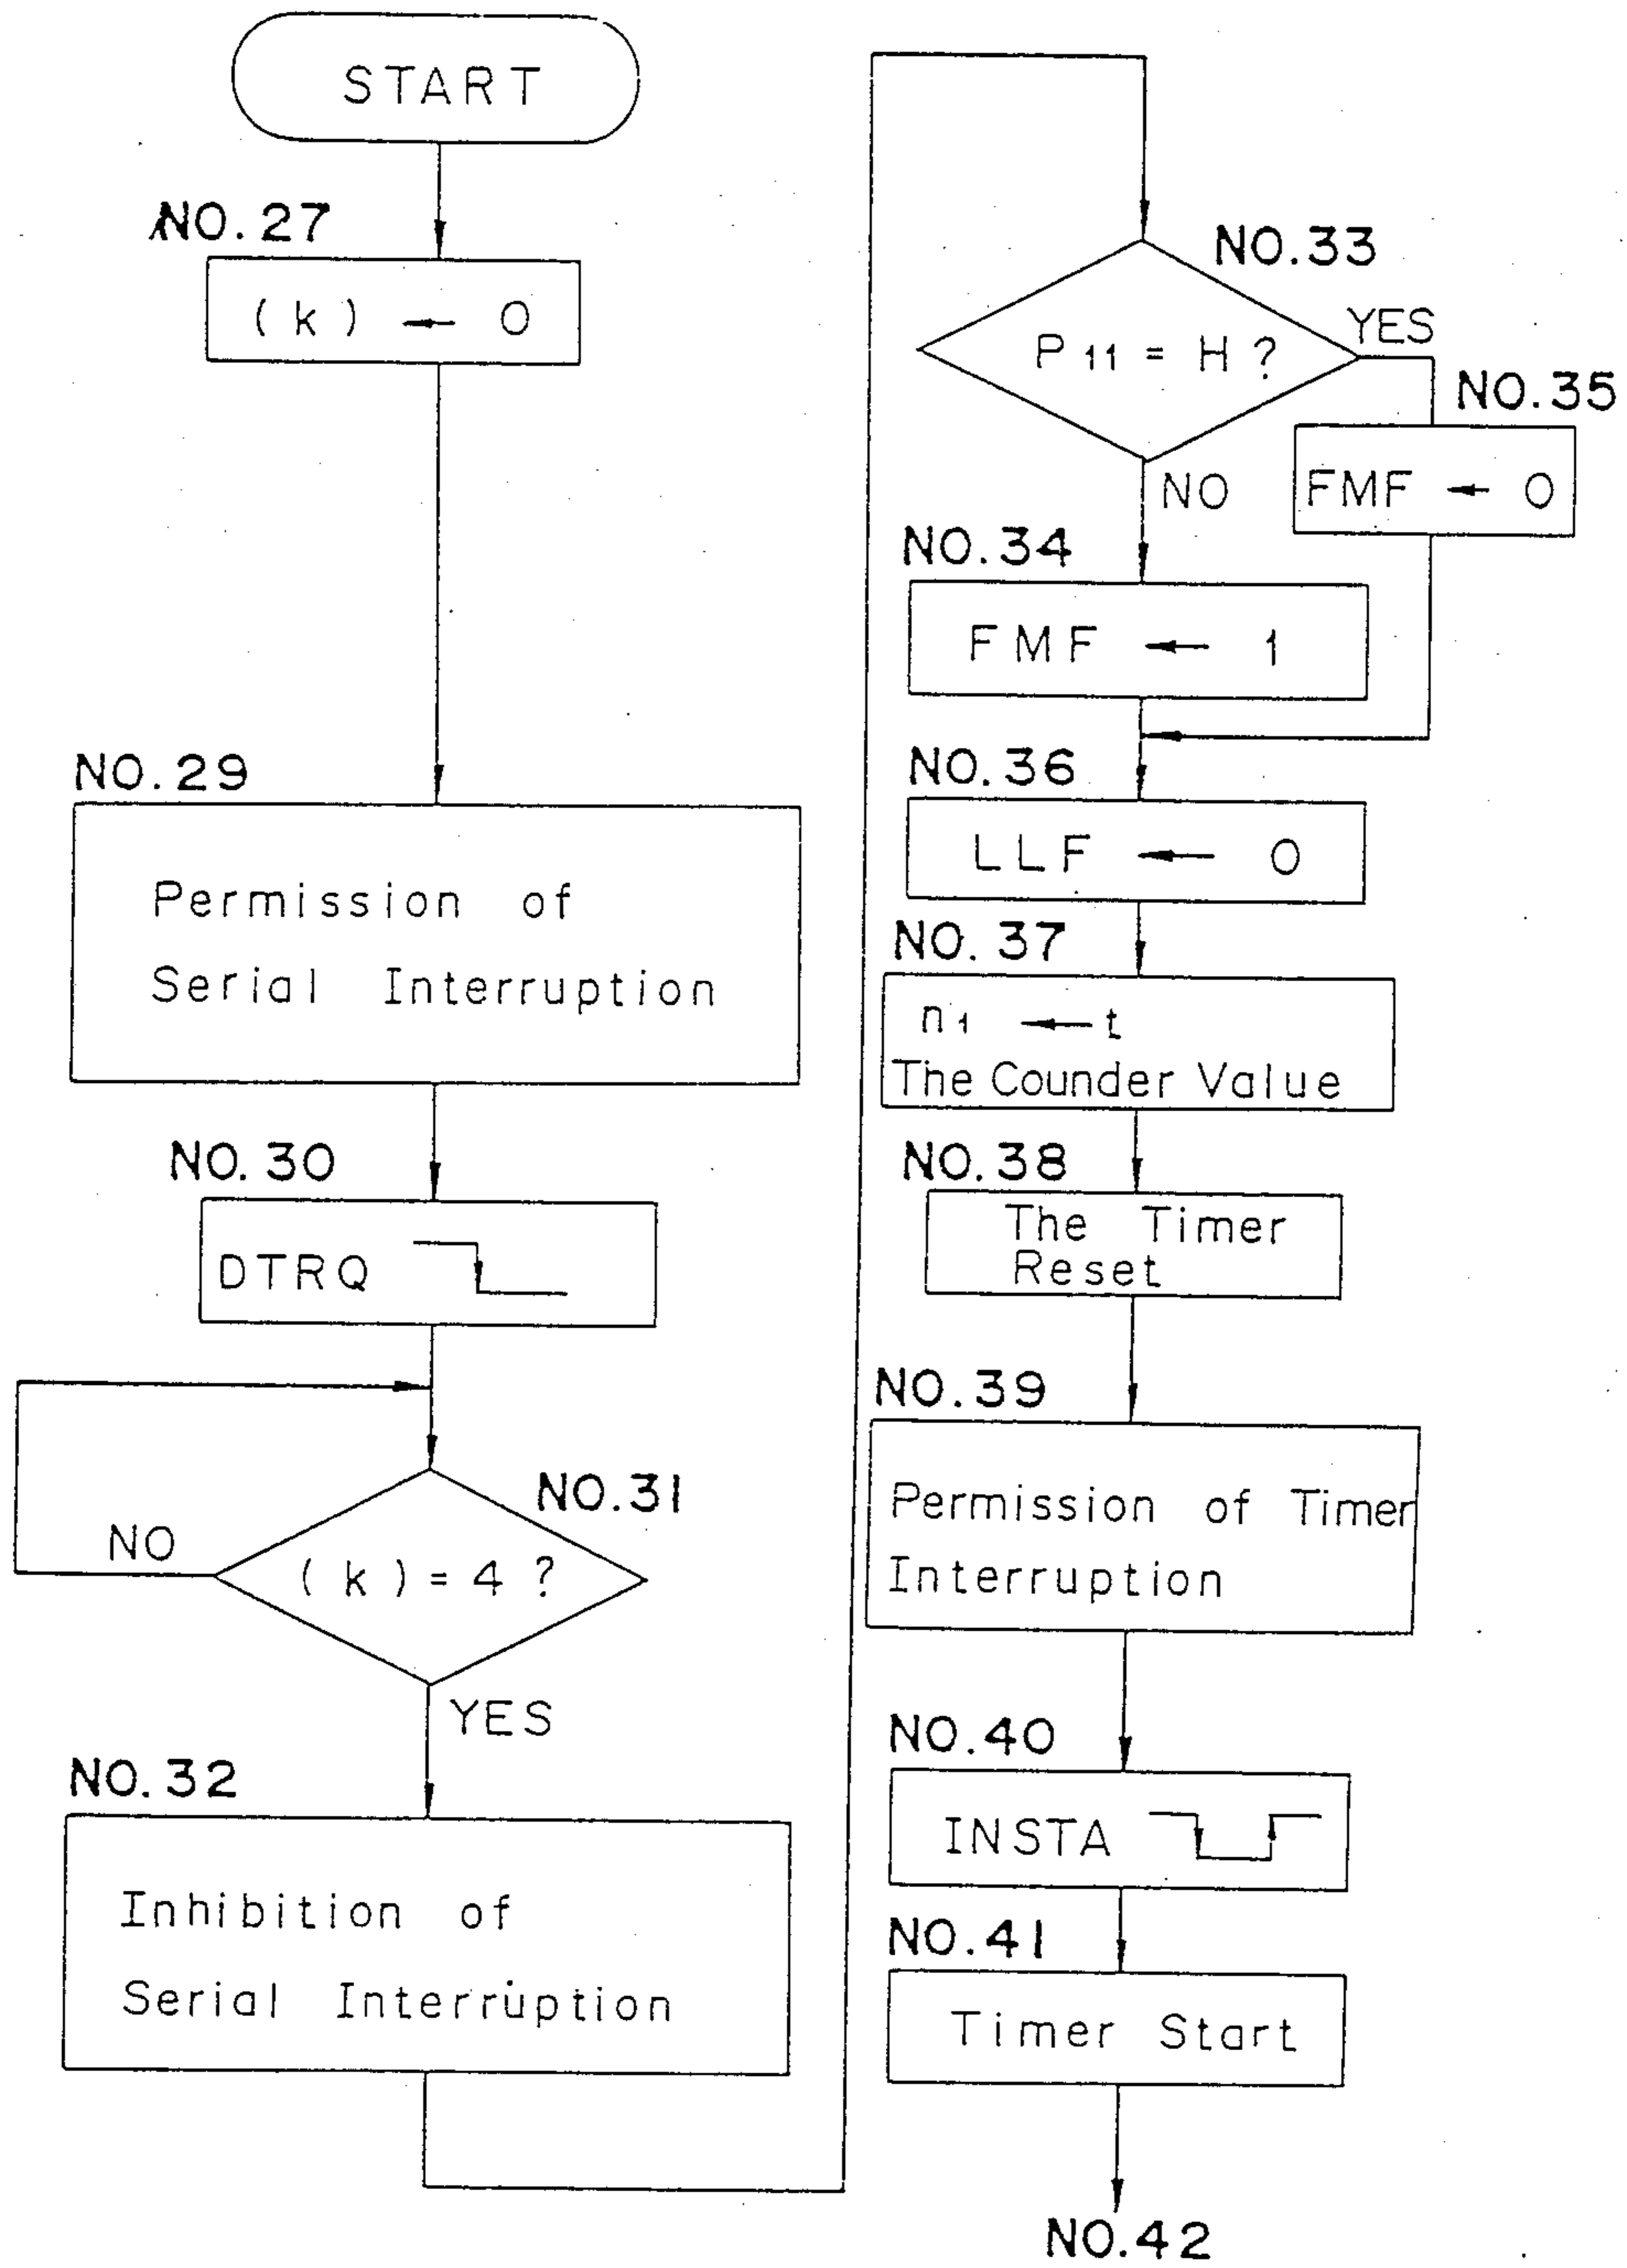 START
NO.27
(k) ← 0
NO.29
Permission of
Serial Interruption
NO.30
DTRQ
NO.31
(k)=4?
NO
YES
NO.32
Inhibition of
Serial Interruption
NO.33
P11 = H?
YES
NO
NO.35
FMF ← 0
NO.34
FMF ← 1
NO.36
LLF ← 0
NO.37
n1 ← t
The Counder Value
NO.38
The Timer
Reset
NO.39
Permission of Timer
Interruption
NO.40
INSTA
NO.41
Timer Start
NO.42